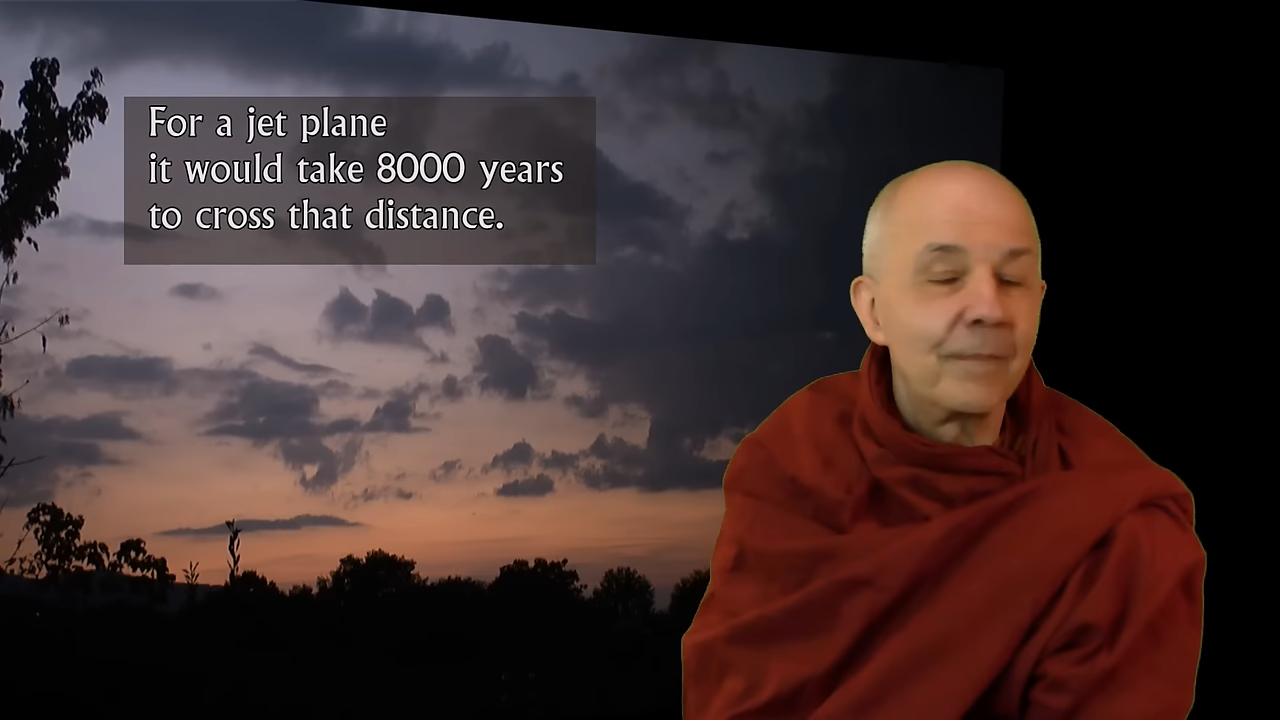 For a jet plane
it would take 8000 years
to cross that distance.